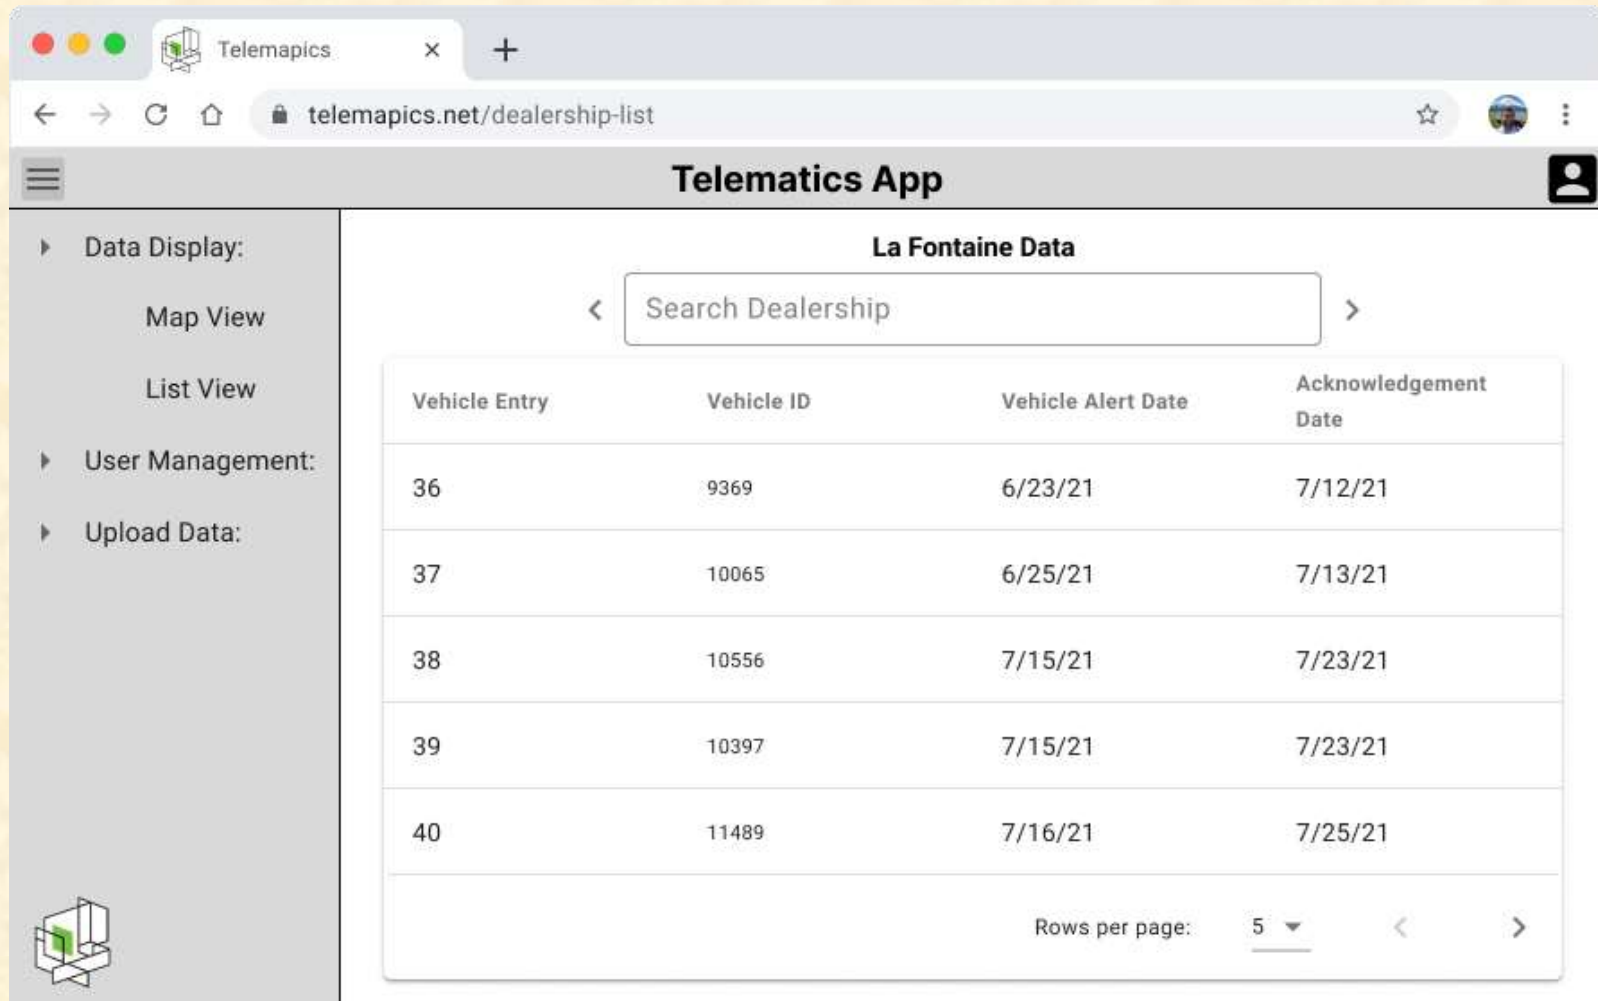 Telemapics
telemapics.net/dealership-list
Telematics App
Data Display:
Map View
List View
User Management:
Upload Data:
La Fontaine Data
Search Dealership
Vehicle Entry Vehicle ID Vehicle Alert Date Acknowledgement
Date
36 9369 6/23/21 7/12/21
37 10065 6/25/21 7/13/21
38 10556 7/15/21 7/23/21
39 10397 7/15/21 7/23/21
40 11489 7/16/21 7/25/21
Rows per page: 5